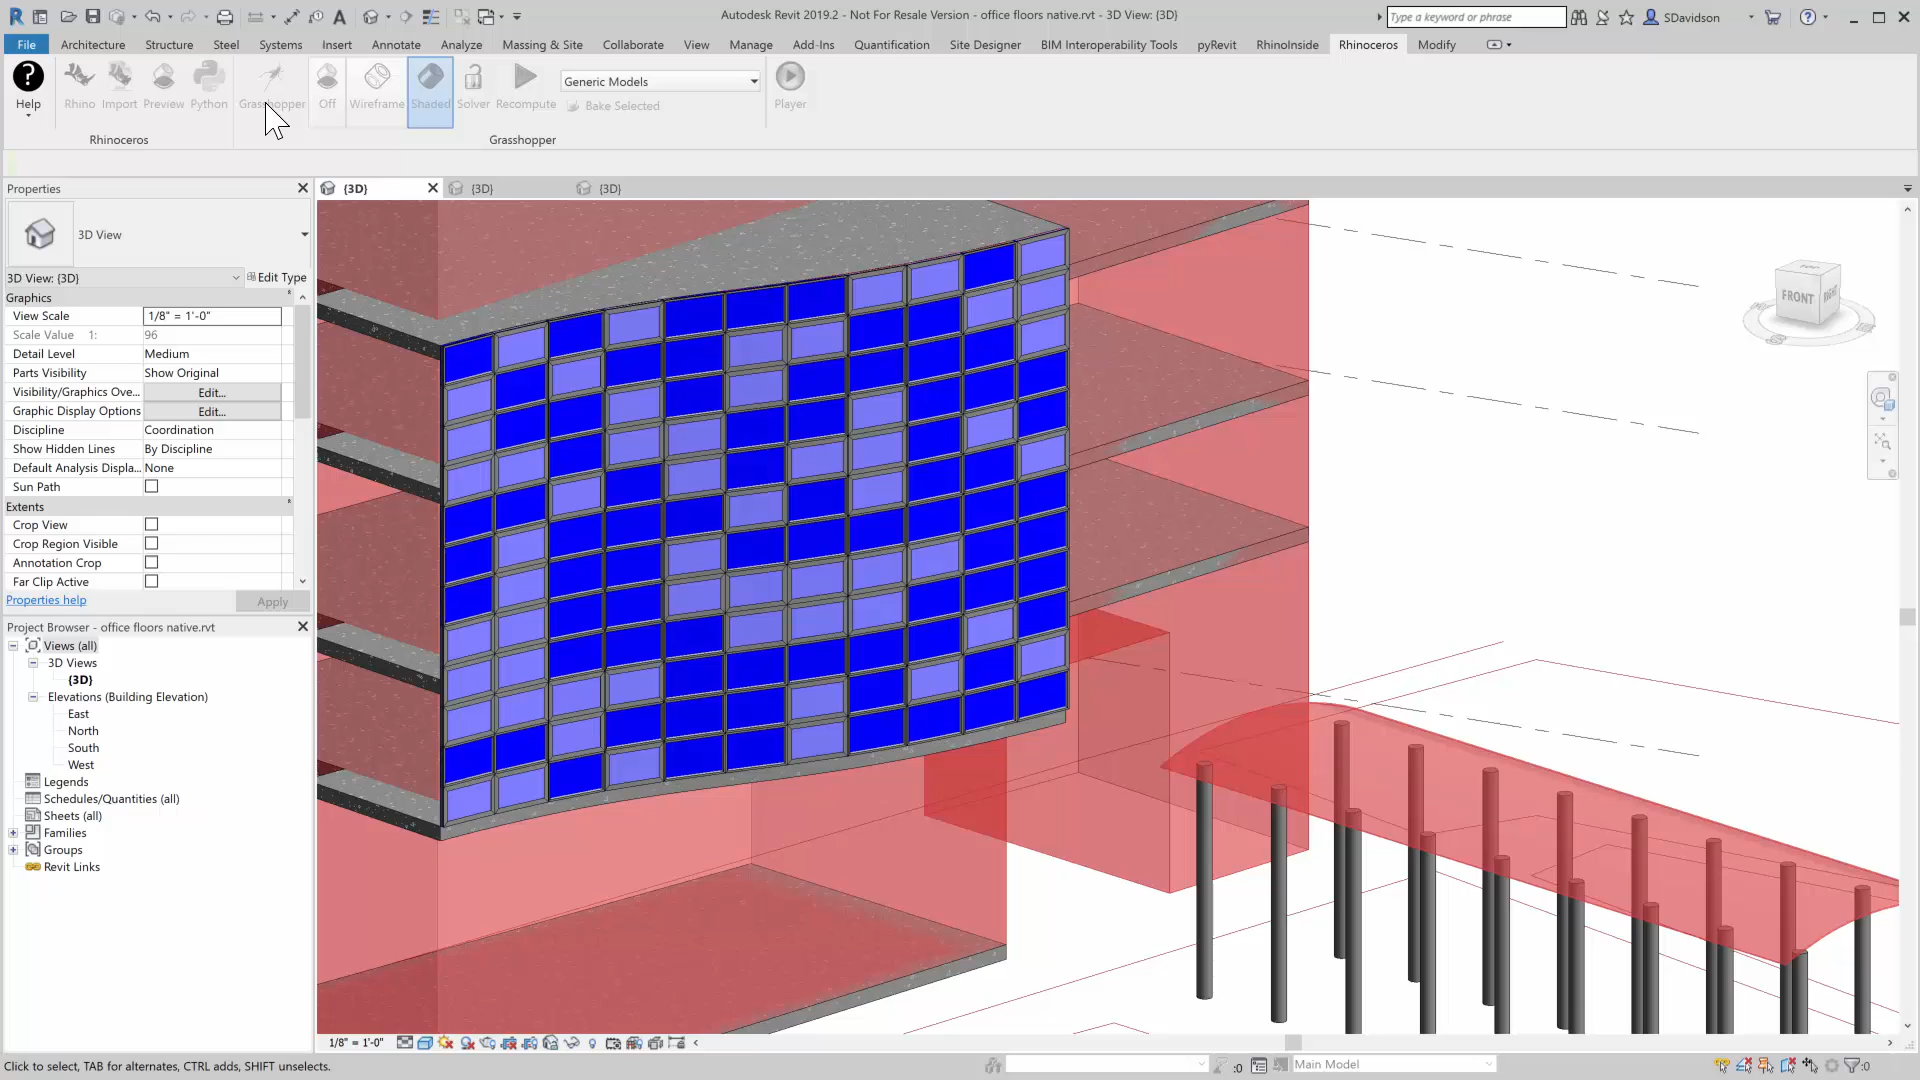 Autodesk Revit 2019.2 - Not For Resale Version - office floors native.rvt - 3D View: {3D}
Type a keyword or phrase
SDavidson
File Architecture Structure Steel Systems Insert Annotate Analyze Massing & Site Collaborate View Manage Add-Ins Quantification Site Designer BIM Interoperability Tools pyRevit RhinoInside Rhinoceros Modify
Generic Models
Help Rhino Import Preview Python Grasshopper Off Wireframe Shaded Solver Recompute Bake Selected Player
Rhinoceros Grasshopper
Properties
{3D} {3D} {3D}
3D View
3D View: {3D} Edit Type
Graphics
View Scale 1/8" = 1'-0"
Scale Value 1: 96
Detail Level Medium
Parts Visibility Show Original
Visibility/Graphics Ove... Edit...
Graphic Display Options Edit...
Discipline Coordination
Show Hidden Lines By Discipline
Default Analysis Displa... None
Sun Path
Extents
Crop View
Crop Region Visible
Annotation Crop
Far Clip Active
Properties help Apply
Project Browser - office floors native.rvt
Views (all)
3D Views
{3D}
Elevations (Building Elevation)
East
North
South
West
Legends
Schedules/Quantities (all)
Sheets (all)
Families
Groups
Revit Links
TOP
FRONT
RIGHT
1/8" = 1'-0"
Click to select, TAB for alternates, CTRL adds, SHIFT unselects.
:0
Main Model
:0